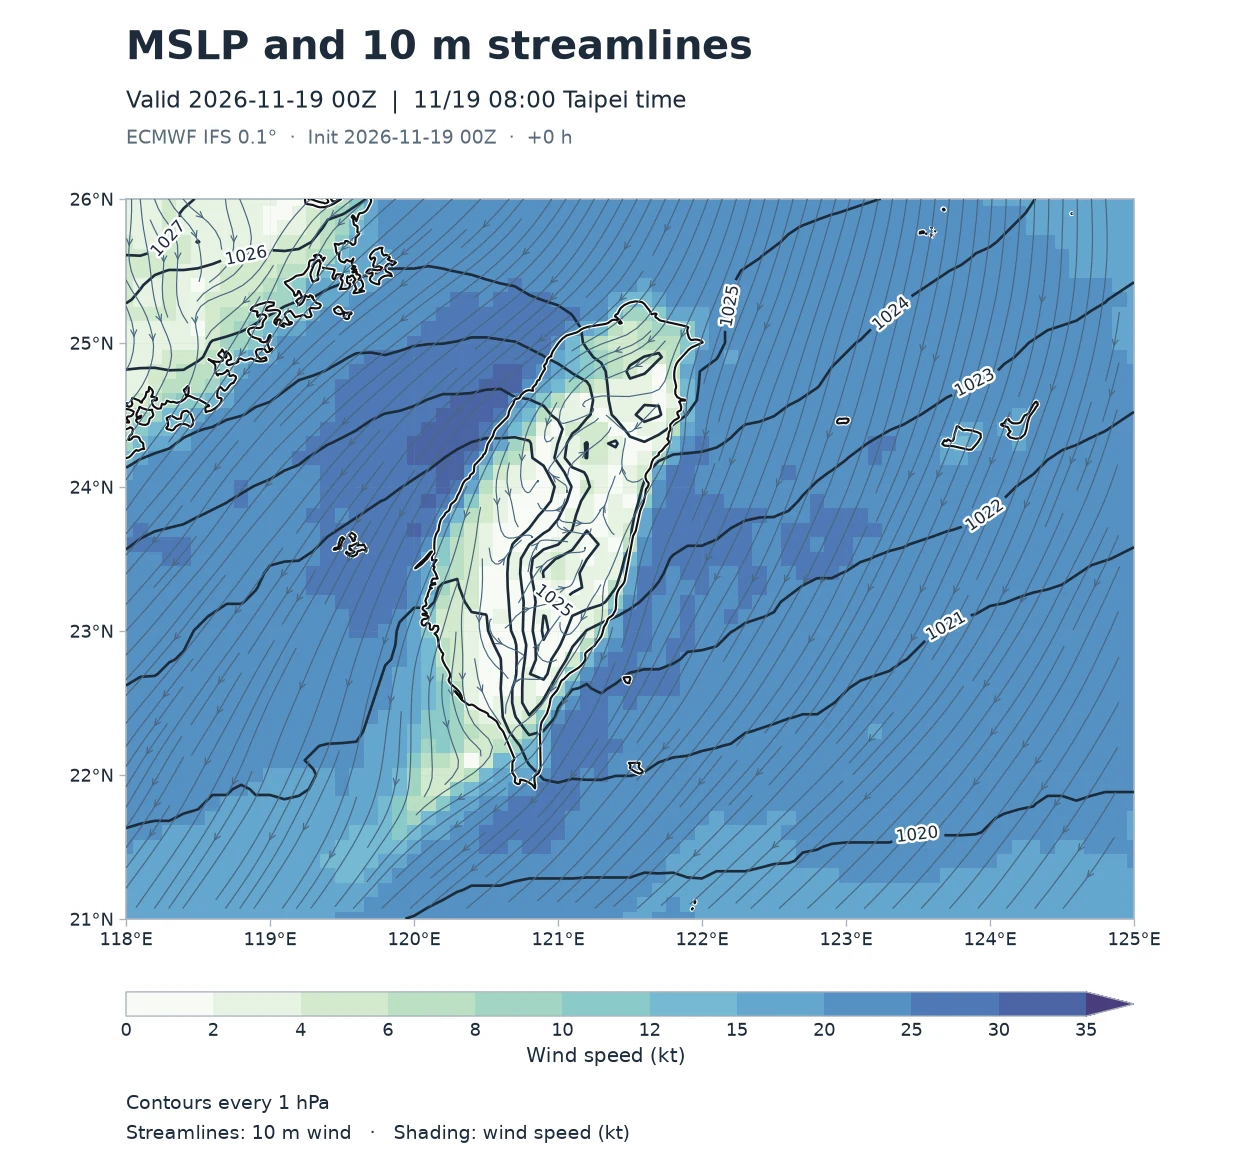 MSLP and 10 m streamlines
Valid 2026-11-19 00Z | 11/19 08:00 Taipei time
ECMWF IFS 0.1° · Init 2026-11-19 00Z · +0 h
26°N
25°N
24°N
23°N
22°N
21°N
1027
1026
1025
1024
1023
1022
1025
1021
1020
118°E 119°E 120°E 121°E 122°E 123°E 124°E 125°E
0 2 4 6 8 10 12 15 20 25 30 35
Wind speed (kt)
Contours every 1 hPa
Streamlines: 10 m wind · Shading: wind speed (kt)